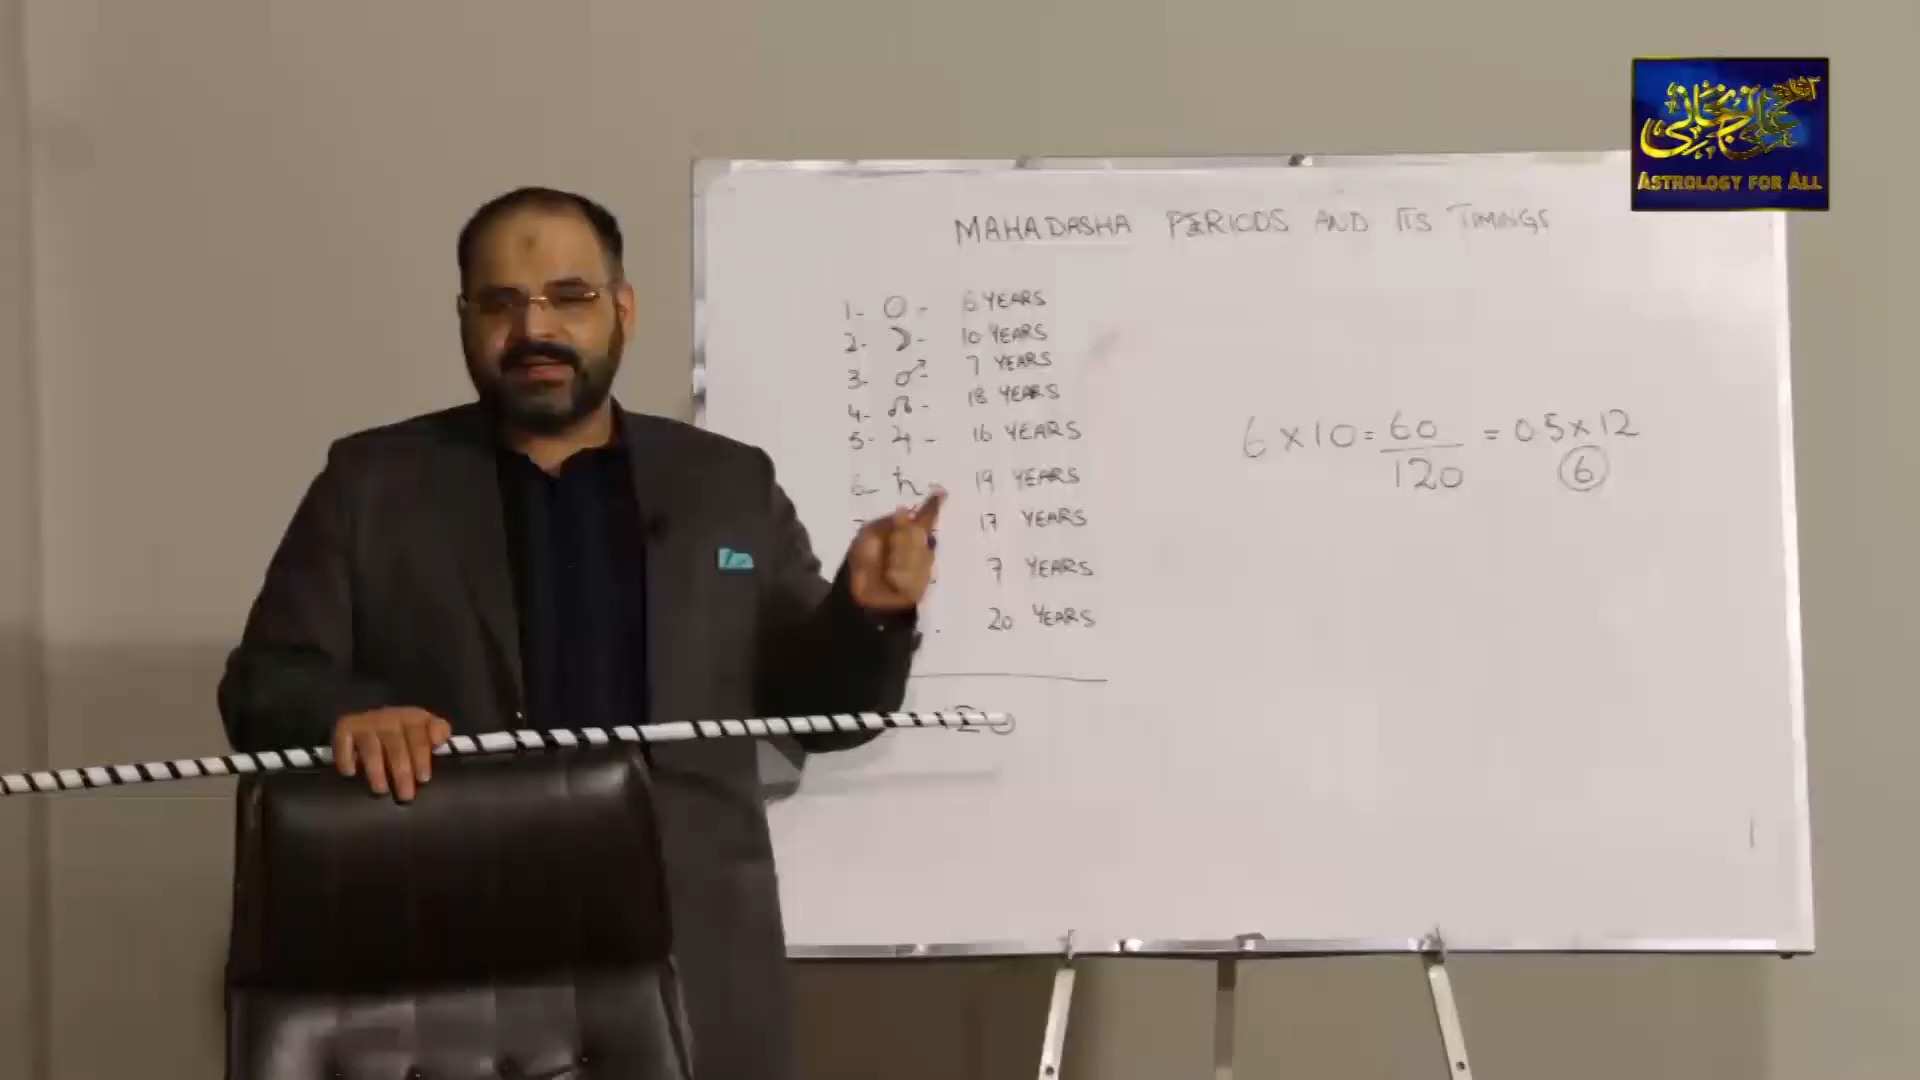 ASTROLOGY FOR ALL
MAHADASHA PERIODS AND ITS TIMINGS
1- ☉ - 6 YEARS
2- ☽ - 10 YEARS
3- ♂ - 7 YEARS
4- ☊ - 18 YEARS
5- ♃ - 16 YEARS
6- ♄ - 19 YEARS
17 YEARS
7 YEARS
20 YEARS
6 x 10 = 60/120 = 0.5 x 12
6